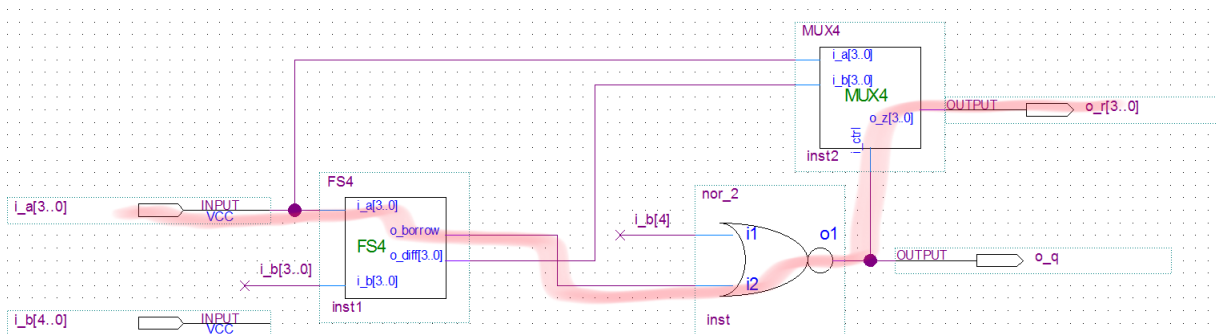 MUX4
i_a[3..0]
i_b[3..0]
MUX4
o_z[3..0]
i_ctrl
inst2
OUTPUT
o_r[3..0]
i_a[3..0]
INPUT
VCC
FS4
i_a[3..0]
o_borrow
FS4
o_diff[3..0]
i_b[3..0]
inst1
i_b[3..0]
nor_2
i_b[4]
i1
o1
i2
inst
OUTPUT
o_q
i_b[4..0]
INPUT
VCC